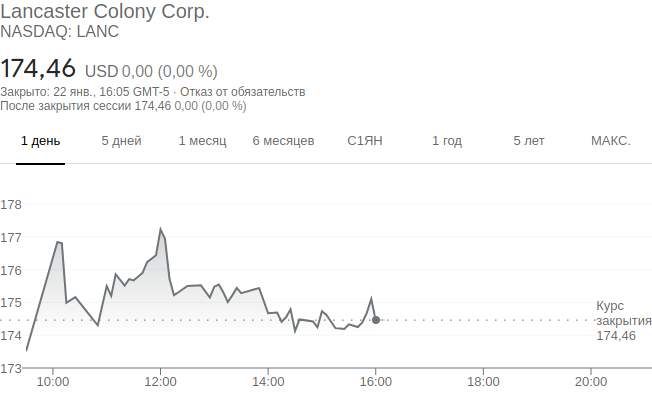 Lancaster Colony Corp.
NASDAQ: LANC
174,46 USD 0,00 (0,00 %)
Закрыто: 22 янв., 16:05 GMT-5 · Отказ от обязательств
После закрытия сессии 174,46 0,00 (0,00 %)
1 день 5 дней 1 месяц 6 месяцев С1ЯН 1 год 5 лет МАКС.
178
177
176
175
174
173
Курс
закрытия
174,46
10:00 12:00 14:00 16:00 18:00 20:00